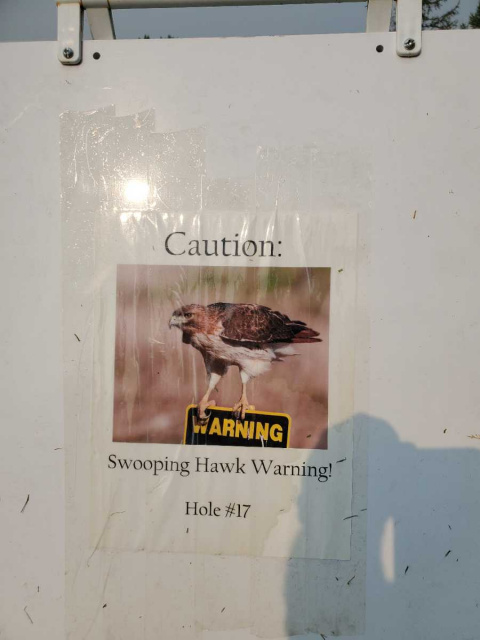 Caution:
WARNING
Swooping Hawk Warning!
Hole #17